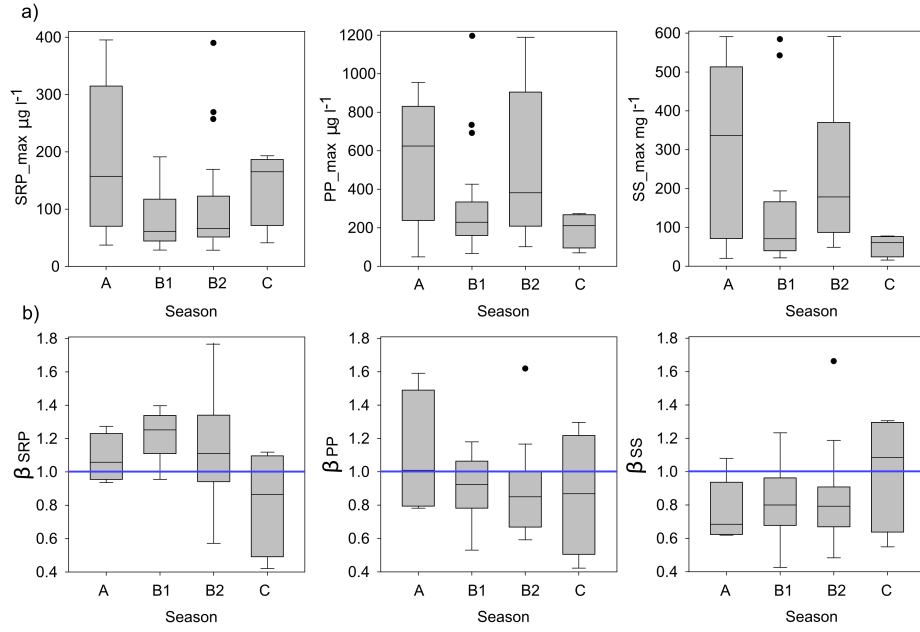 a)
SRP_max µg l-1
400
300
200
100
0
A B1 B2 C
Season
PP_max µg l-1
1200
1000
800
600
400
200
0
A B1 B2 C
Season
SS_max mg l-1
600
500
400
300
200
100
0
A B1 B2 C
Season
b)
β SRP
1.8
1.6
1.4
1.2
1.0
0.8
0.6
0.4
A B1 B2 C
Season
β PP
1.8
1.6
1.4
1.2
1.0
0.8
0.6
0.4
A B1 B2 C
Season
β SS
1.8
1.6
1.4
1.2
1.0
0.8
0.6
0.4
A B1 B2 C
Season